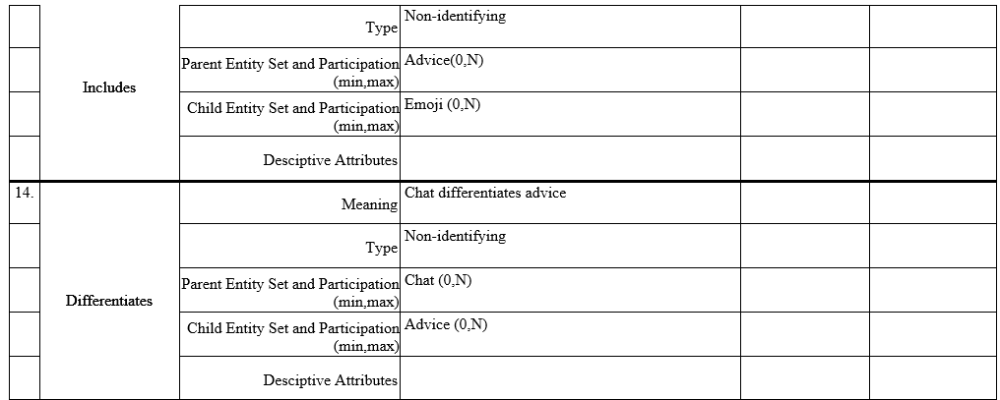 Type
Non-identifying
Includes
Parent Entity Set and Participation
(min,max)
Advice(0,N)
Child Entity Set and Participation
(min,max)
Emoji (0,N)
Desciptive Attributes
14.
Differentiates
Meaning
Chat differentiates advice
Type
Non-identifying
Parent Entity Set and Participation
(min,max)
Chat (0,N)
Child Entity Set and Participation
(min,max)
Advice (0,N)
Desciptive Attributes